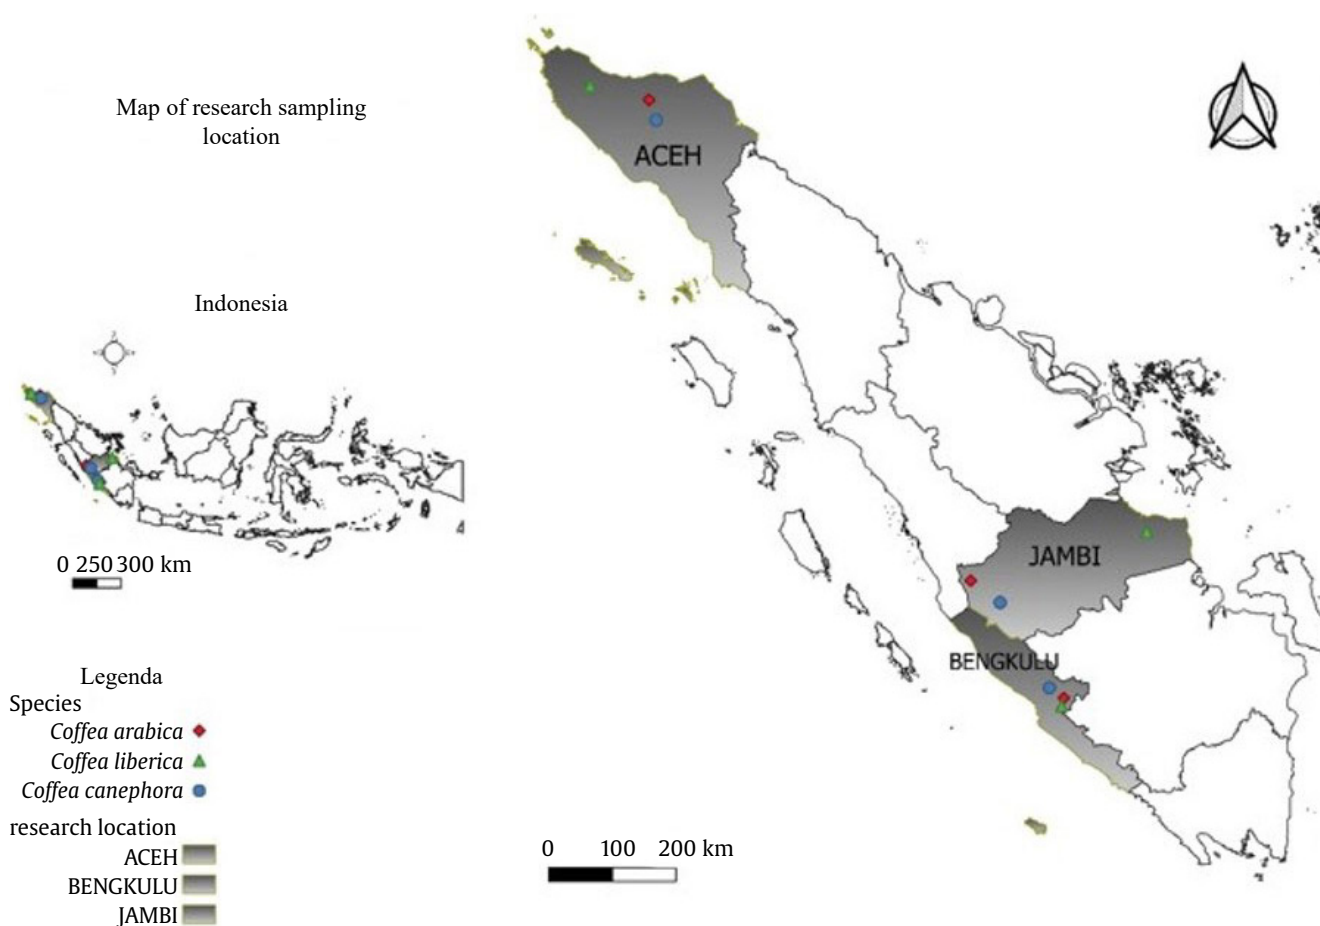 Map of research sampling
location
Indonesia
0 250 300 km
Legenda
Species
Coffea arabica
Coffea liberica
Coffea canephora
research location
ACEH
BENGKULU
JAMBI
ACEH
JAMBI
BENGKULU
0 100 200 km